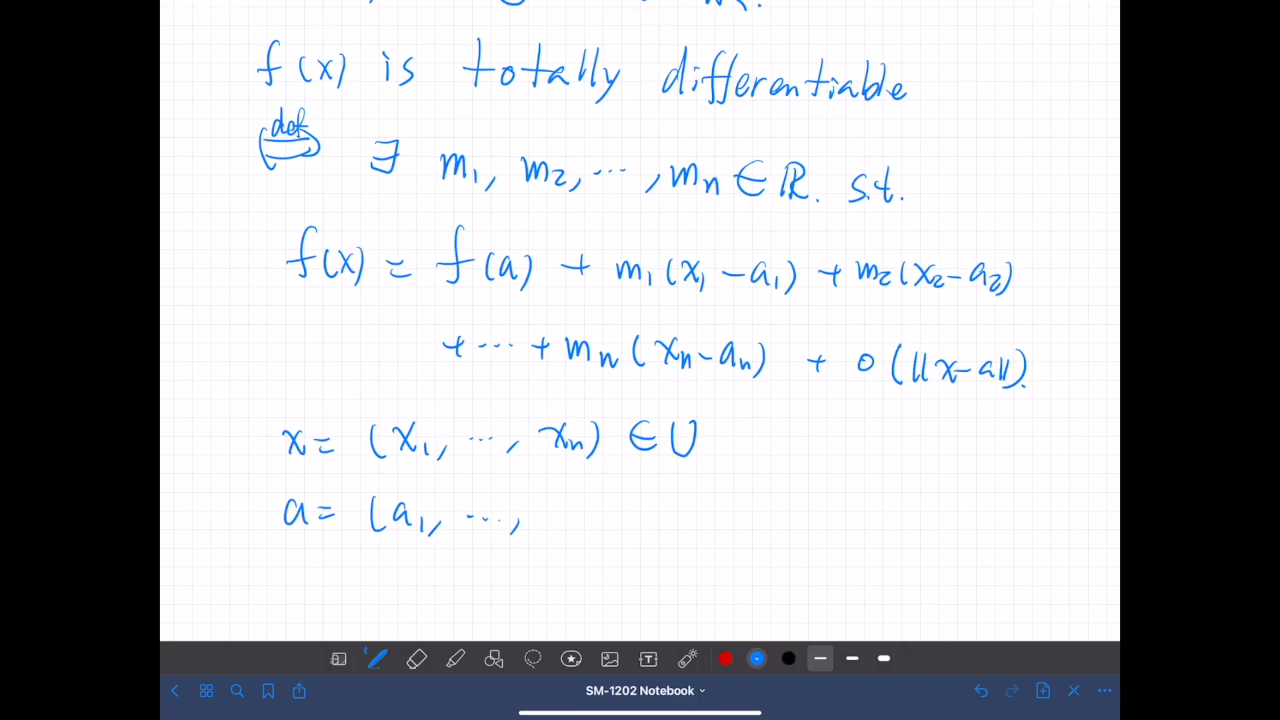 f(x) is totally differentiable
def ⟺ ∃ m₁, m₂, ⋯, mₙ ∈ ℝ. s.t.
f(x) = f(a) + m₁(x₁ - a₁) + m₂(x₂ - a₂)
+ ⋯ + mₙ(xₙ - aₙ) + o(||x - a||).
x = (x₁, ⋯, xₙ) ∈ U
a = (a₁, ⋯,
SM-1202 Notebook